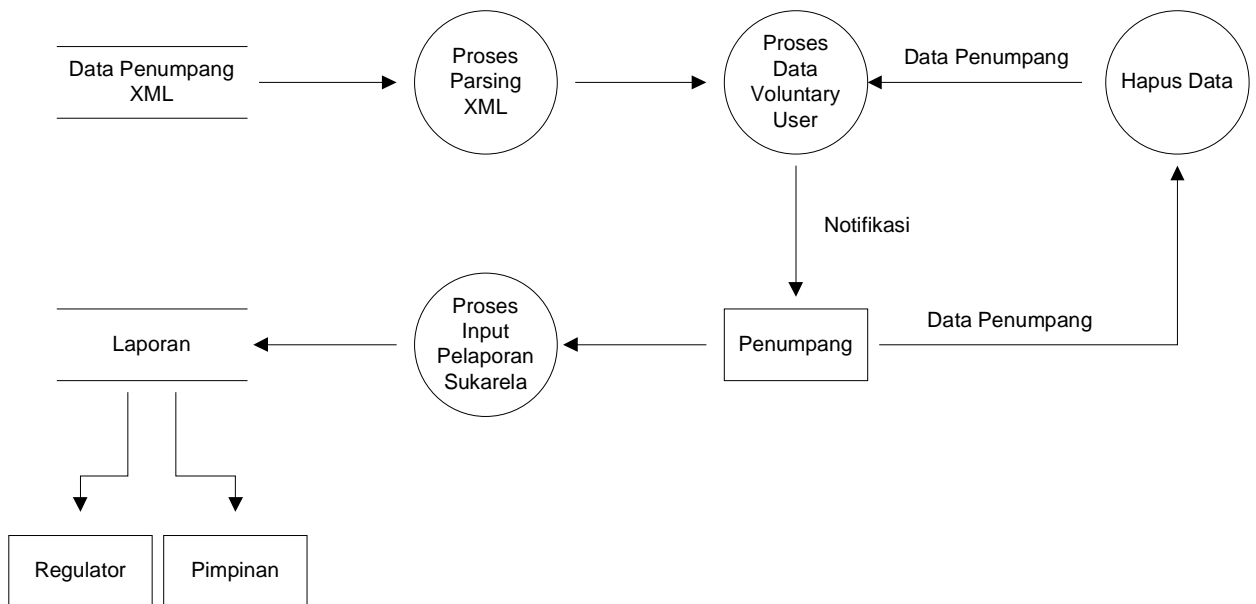 Data Penumpang
XML
Proses
Parsing
XML
Proses
Data
Voluntary
User
Data Penumpang
Hapus Data
Notifikasi
Laporan
Proses
Input
Pelaporan
Sukarela
Penumpang
Data Penumpang
Regulator
Pimpinan